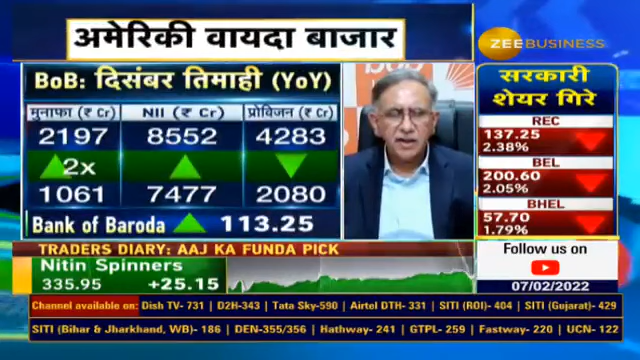 अमेरिकी वायदा बाजार
ZEE BUSINESS
BoB: दिसंबर तिमाही (YoY)
मुनाफा (₹ Cr) NII (₹ Cr) प्रोविजन (₹ Cr)
2197 8552 4283
2x
1061 7477 2080
Bank of Baroda 113.25
सरकारी
शेयर गिरे
REC
137.25
2.38%
BEL
200.60
2.05%
BHEL
57.70
1.79%
TRADERS DIARY: AAJ KA FUNDA PICK
Nitin Spinners
335.95 +25.15
Follow us on
07/02/2022
Channel available on: Dish TV- 731 | D2H-343 | Tata Sky-590 | Airtel DTH- 331 | SITI (ROI)- 404 | SITI (Gujarat)- 429
SITI (Bihar & Jharkhand, WB)- 186 | DEN-355/356 | Hathway- 241 | GTPL- 259 | Fastway- 220 | UCN- 122